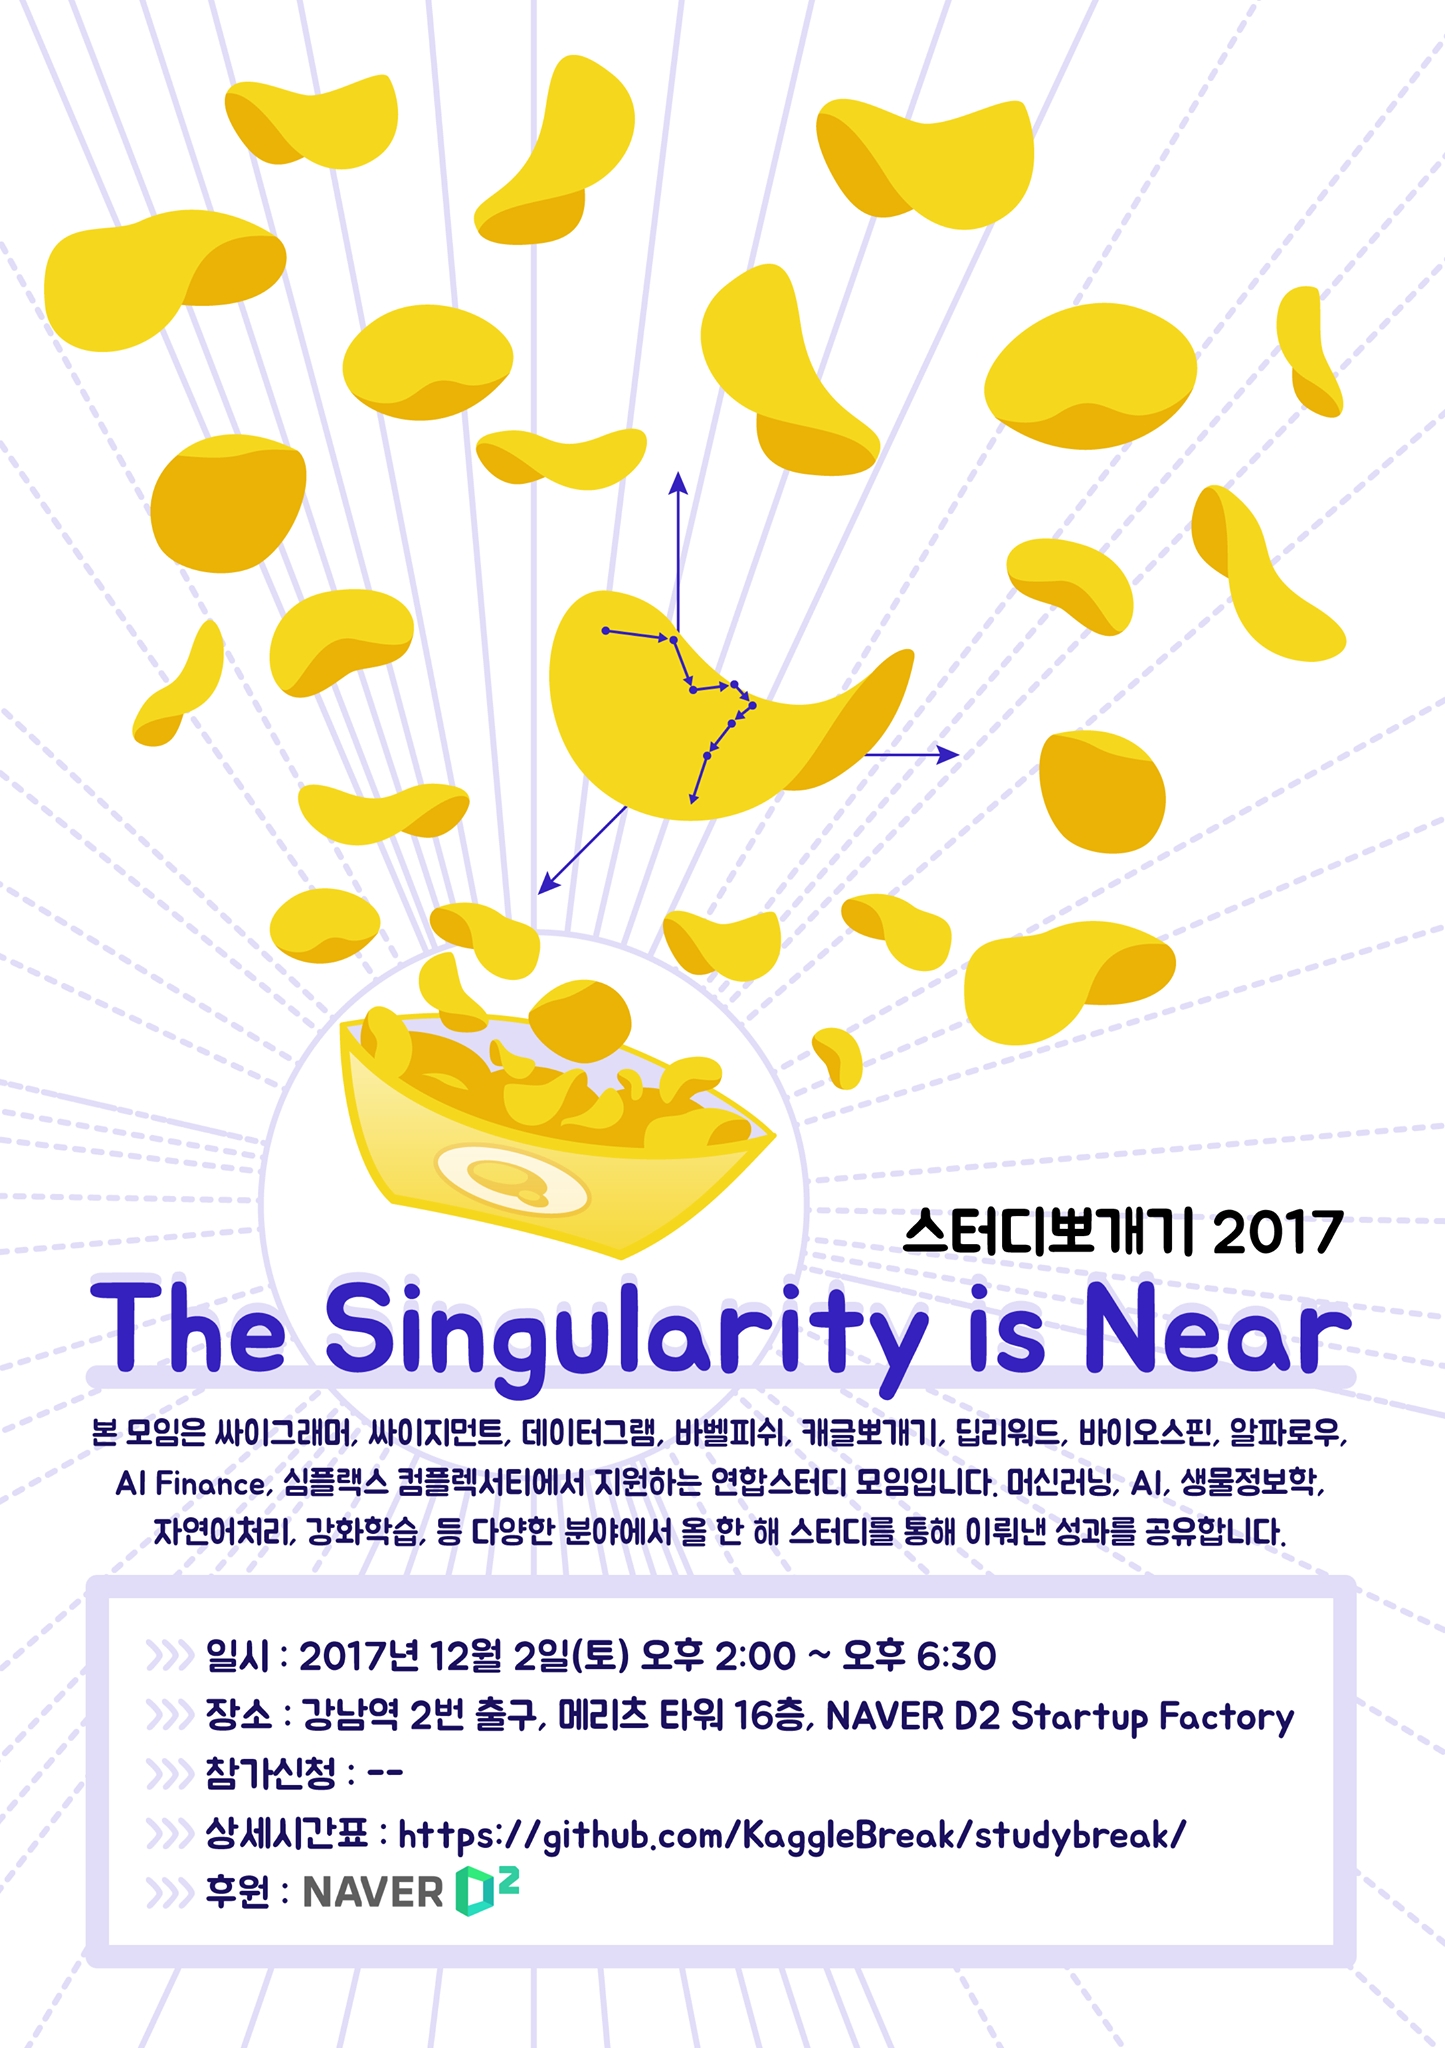 스터디뽀개기 2017
The Singularity is Near
본 모임은 싸이그래머, 싸이지먼트, 데이터그램, 바벨피쉬, 캐글뽀개기, 딥리워드, 바이오스핀, 알파로우,
AI Finance, 심플랙스 컴플렉서티에서 지원하는 연합스터디 모임입니다. 머신러닝, AI, 생물정보학,
자연어처리, 강화학습, 등 다양한 분야에서 올 한 해 스터디를 통해 이뤄낸 성과를 공유합니다.
일시 : 2017년 12월 2일(토) 오후 2:00 ~ 오후 6:30
장소 : 강남역 2번 출구, 메리츠 타워 16층, NAVER D2 Startup Factory
참가신청 : --
상세시간표 : https://github.com/KaggleBreak/studybreak/
후원 : NAVER D2